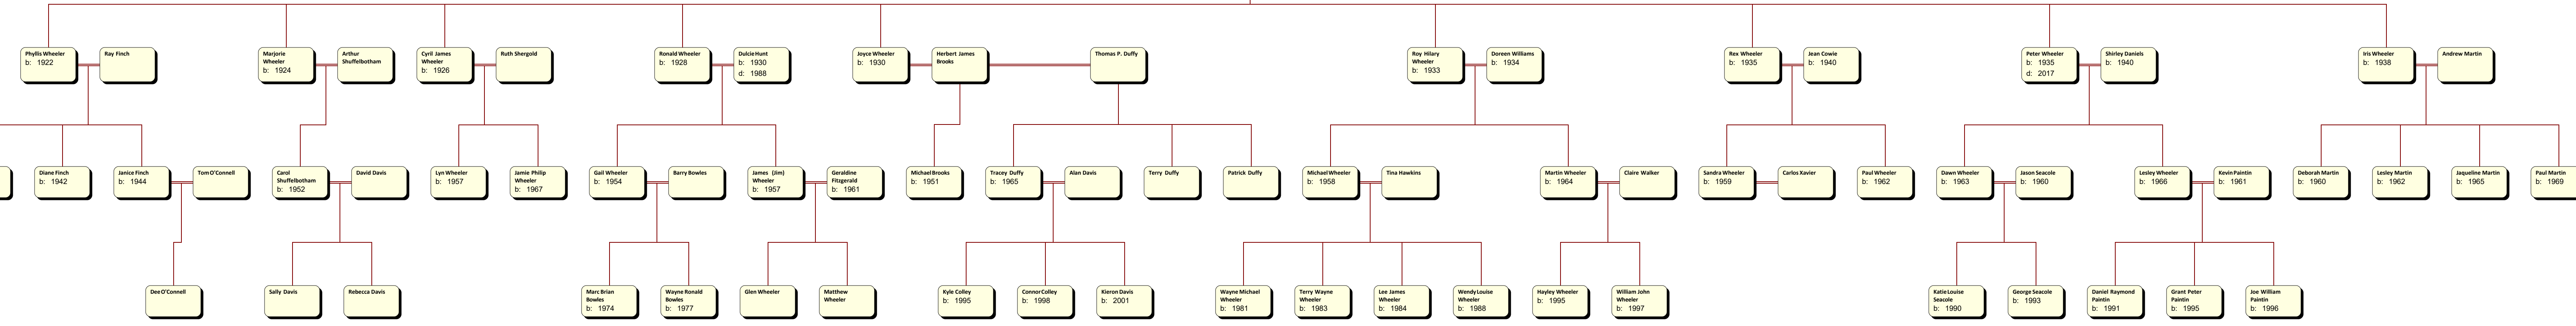 Phyllis Wheeler
b: 1922
Ray Finch
Marjorie
Wheeler
b: 1924
Arthur
Shuffelbotham
Cyril James
Wheeler
b: 1926
Ruth Shergold
Ronald Wheeler
b: 1928
Dulcie Hunt
b: 1930
d: 1988
Joyce Wheeler
b: 1930
Herbert James
Brooks
Thomas P. Duffy
Roy Hilary
Wheeler
b: 1933
Doreen Williams
b: 1934
Rex Wheeler
b: 1935
Jean Cowie
b: 1940
Peter Wheeler
b: 1935
d: 2017
Shirley Daniels
b: 1940
Iris Wheeler
b: 1938
Andrew Martin
Diane Finch
b: 1942
Janice Finch
b: 1944
Tom O'Connell
Carol
Shuffelbotham
b: 1952
David Davis
Lyn Wheeler
b: 1957
Jamie Philip
Wheeler
b: 1967
Gail Wheeler
b: 1954
Barry Bowles
James (Jim)
Wheeler
b: 1957
Geraldine
Fitzgerald
b: 1961
Michael Brooks
b: 1951
Tracey Duffy
b: 1965
Alan Davis
Terry Duffy
Patrick Duffy
Michael Wheeler
b: 1958
Tina Hawkins
Martin Wheeler
b: 1964
Claire Walker
Sandra Wheeler
b: 1959
Carlos Xavier
Paul Wheeler
b: 1962
Dawn Wheeler
b: 1963
Jason Seacole
b: 1960
Lesley Wheeler
b: 1966
Kevin Paintin
b: 1961
Deborah Martin
b: 1960
Lesley Martin
b: 1962
Jaqueline Martin
b: 1965
Paul Martin
b: 1969
Dee O'Connell
Sally Davis
Rebecca Davis
Marc Brian
Bowles
b: 1974
Wayne Ronald
Bowles
b: 1977
Glen Wheeler
Matthew
Wheeler
Kyle Colley
b: 1995
Connor Colley
b: 1998
Kieron Davis
b: 2001
Wayne Michael
Wheeler
b: 1981
Terry Wayne
Wheeler
b: 1983
Lee James
Wheeler
b: 1984
Wendy Louise
Wheeler
b: 1988
Hayley Wheeler
b: 1995
William John
Wheeler
b: 1997
Katie Louise
Seacole
b: 1990
George Seacole
b: 1993
Daniel Raymond
Paintin
b: 1991
Grant Peter
Paintin
b: 1995
Joe William
Paintin
b: 1996